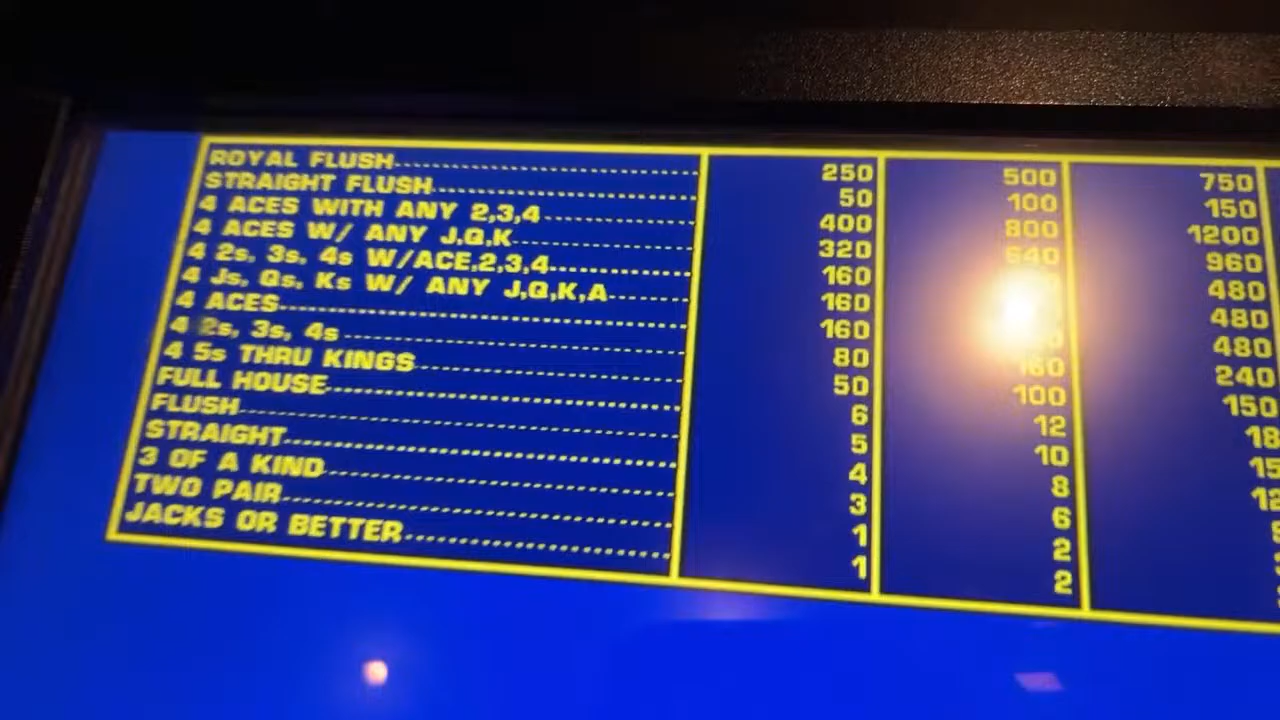 ROYAL FLUSH 250 500 750
STRAIGHT FLUSH 50 100 150
4 ACES WITH ANY 2,3,4 400 800 1200
4 ACES W/ ANY J,Q,K 320 640 960
4 2s, 3s, 4s W/ACE,2,3,4 160 480
4 Js, Qs, Ks W/ ANY J,Q,K,A 160 480
4 ACES 160 480
4 2s, 3s, 4s 80 160 240
4 5s THRU KINGS 50 100 150
FULL HOUSE 6 12 18
FLUSH 5 10 15
STRAIGHT 4 8 12
3 OF A KIND 3 6
TWO PAIR 1 2
JACKS OR BETTER 1 2